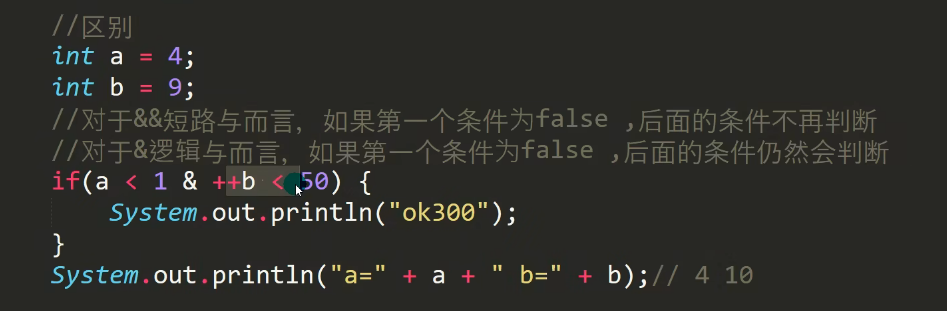 //区别
int a = 4;
int b = 9;
//对于&&短路与而言，如果第一个条件为false ,后面的条件不再判断
//对于&逻辑与而言，如果第一个条件为false ,后面的条件仍然会判断
if(a < 1 & ++b < 50) {
System.out.println("ok300");
}
System.out.println("a=" + a + " b=" + b);// 4 10